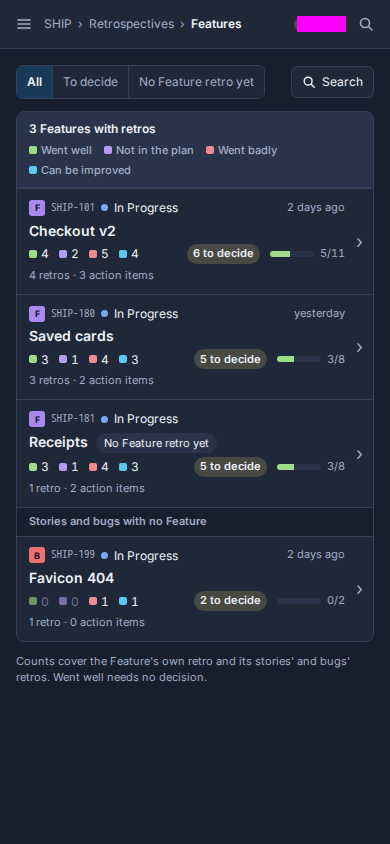 SHIP › Retrospectives › Features
All To decide No Feature retro yet Search
3 Features with retros
Went well Not in the plan Went badly
Can be improved
F SHIP-101 In Progress 2 days ago
Checkout v2
4 2 5 4 6 to decide 5/11
4 retros · 3 action items
F SHIP-180 In Progress yesterday
Saved cards
3 1 4 3 5 to decide 3/8
3 retros · 2 action items
F SHIP-181 In Progress
Receipts No Feature retro yet
3 1 4 3 5 to decide 3/8
1 retro · 2 action items
Stories and bugs with no Feature
B SHIP-199 In Progress 2 days ago
Favicon 404
0 0 1 1 2 to decide 0/2
1 retro · 0 action items
Counts cover the Feature's own retro and its stories' and bugs'
retros. Went well needs no decision.